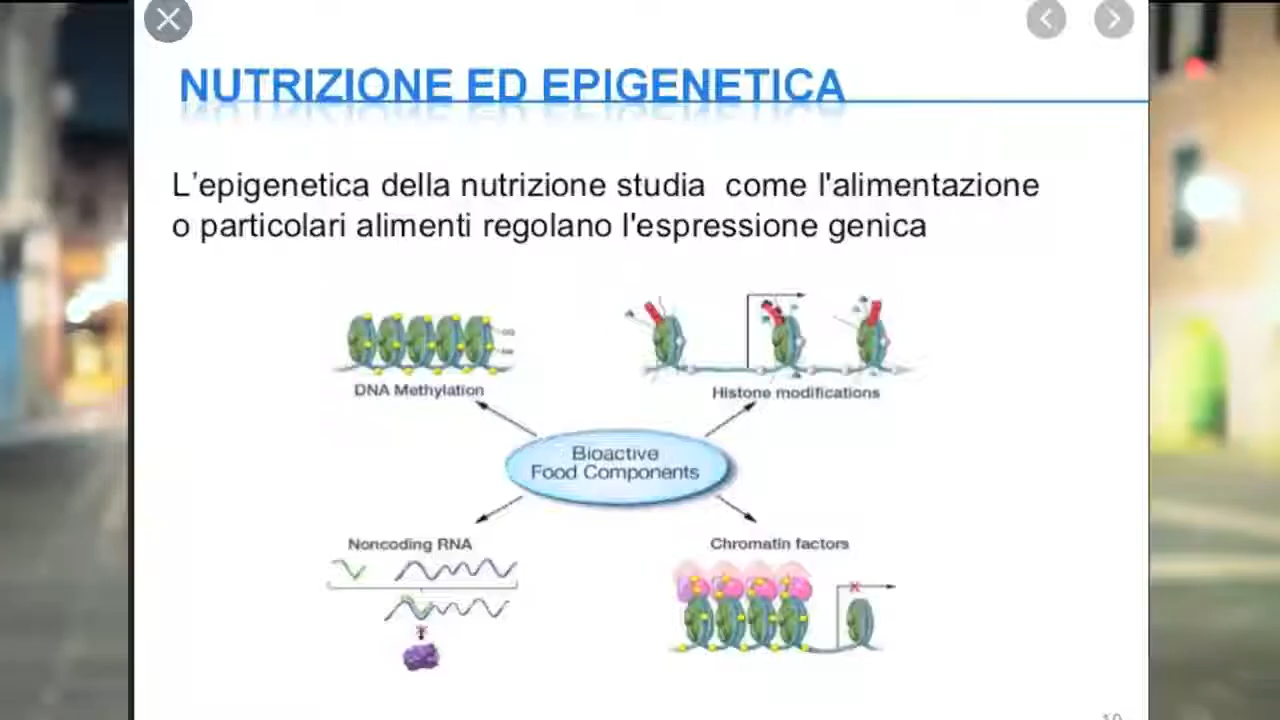 NUTRIZIONE ED EPIGENETICA
L'epigenetica della nutrizione studia come l'alimentazione
o particolari alimenti regolano l'espressione genica
DNA Methylation
Histone modifications
Bioactive
Food Components
Noncoding RNA
Chromatin factors